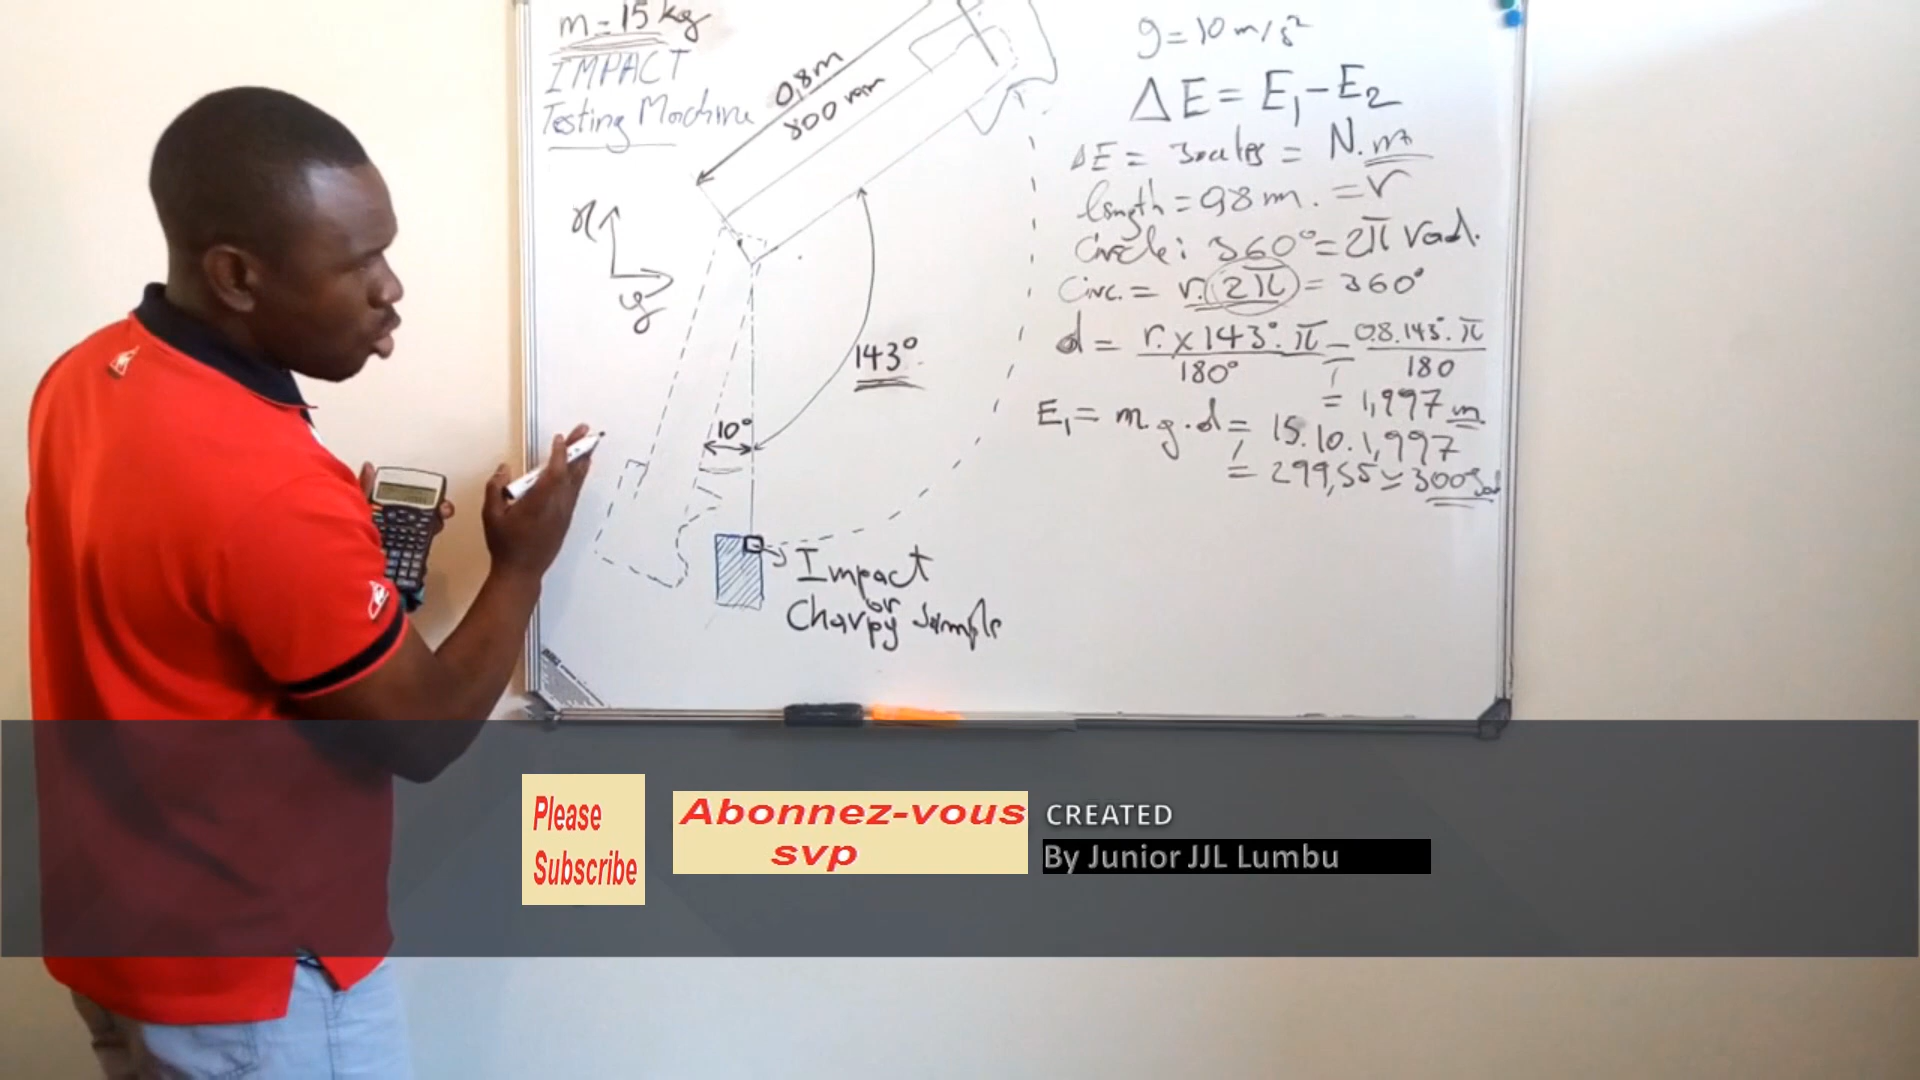 m = 15 kg
IMPACT
Testing Machine
0,8m
800 mm
x
y
143°
10°
Impact
or
Charpy Sample
g = 10 m/s²
ΔE = E₁ - E₂
ΔE = Joules = N.m
length = 0,8 m. = r
Circle: 360° = 2π rad.
Circ. = r. 2π = 360°
d = r. x 143°. π / 180° = 0,8. 143°. π / 180
= 1,997 m
E₁ = m. g. d = 15. 10. 1,997
= 299,55 ≃ 300 Joul
Please
Subscribe
Abonnez-vous
svp
CREATED
By Junior JJL Lumbu